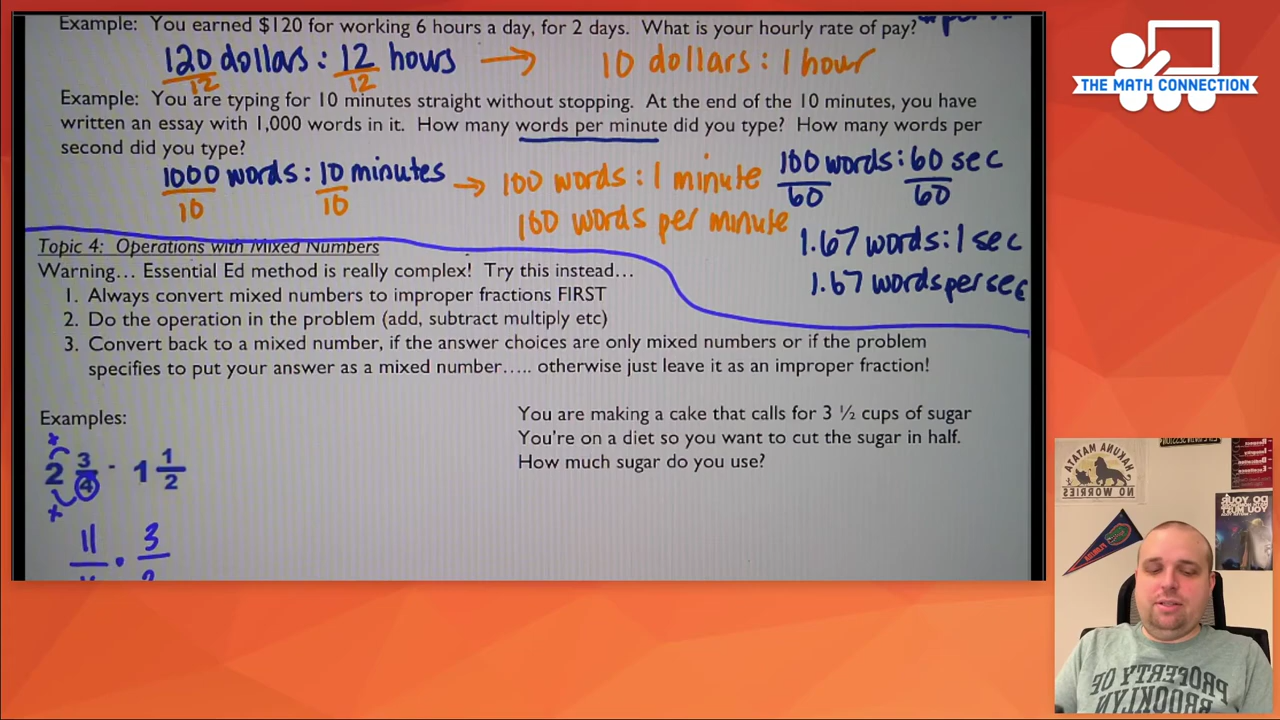 Example: You earned $120 for working 6 hours a day, for 2 days. What is your hourly rate of pay?
120 dollars : 12 hours → 10 dollars : 1 hour
12 12
Example: You are typing for 10 minutes straight without stopping. At the end of the 10 minutes, you have
written an essay with 1,000 words in it. How many words per minute did you type? How many words per
second did you type?
1000 words : 10 minutes → 100 words : 1 minute
10 10
100 words per minute
100 words : 60 sec
60 60
1.67 words : 1 sec
1.67 words per sec
Topic 4: Operations with Mixed Numbers
Warning… Essential Ed method is really complex! Try this instead…
1. Always convert mixed numbers to improper fractions FIRST
2. Do the operation in the problem (add, subtract multiply etc)
3. Convert back to a mixed number, if the answer choices are only mixed numbers or if the problem
specifies to put your answer as a mixed number….. otherwise just leave it as an improper fraction!
Examples:
2 3/4 · 1 1/2
11 · 3
You are making a cake that calls for 3 ½ cups of sugar
You're on a diet so you want to cut the sugar in half.
How much sugar do you use?
THE MATH CONNECTION
HAKUNA MATATA
NO WORRIES
FLORIDA
DO YOUR
YOU MUST
PROPERTY OF
BROOKLYN